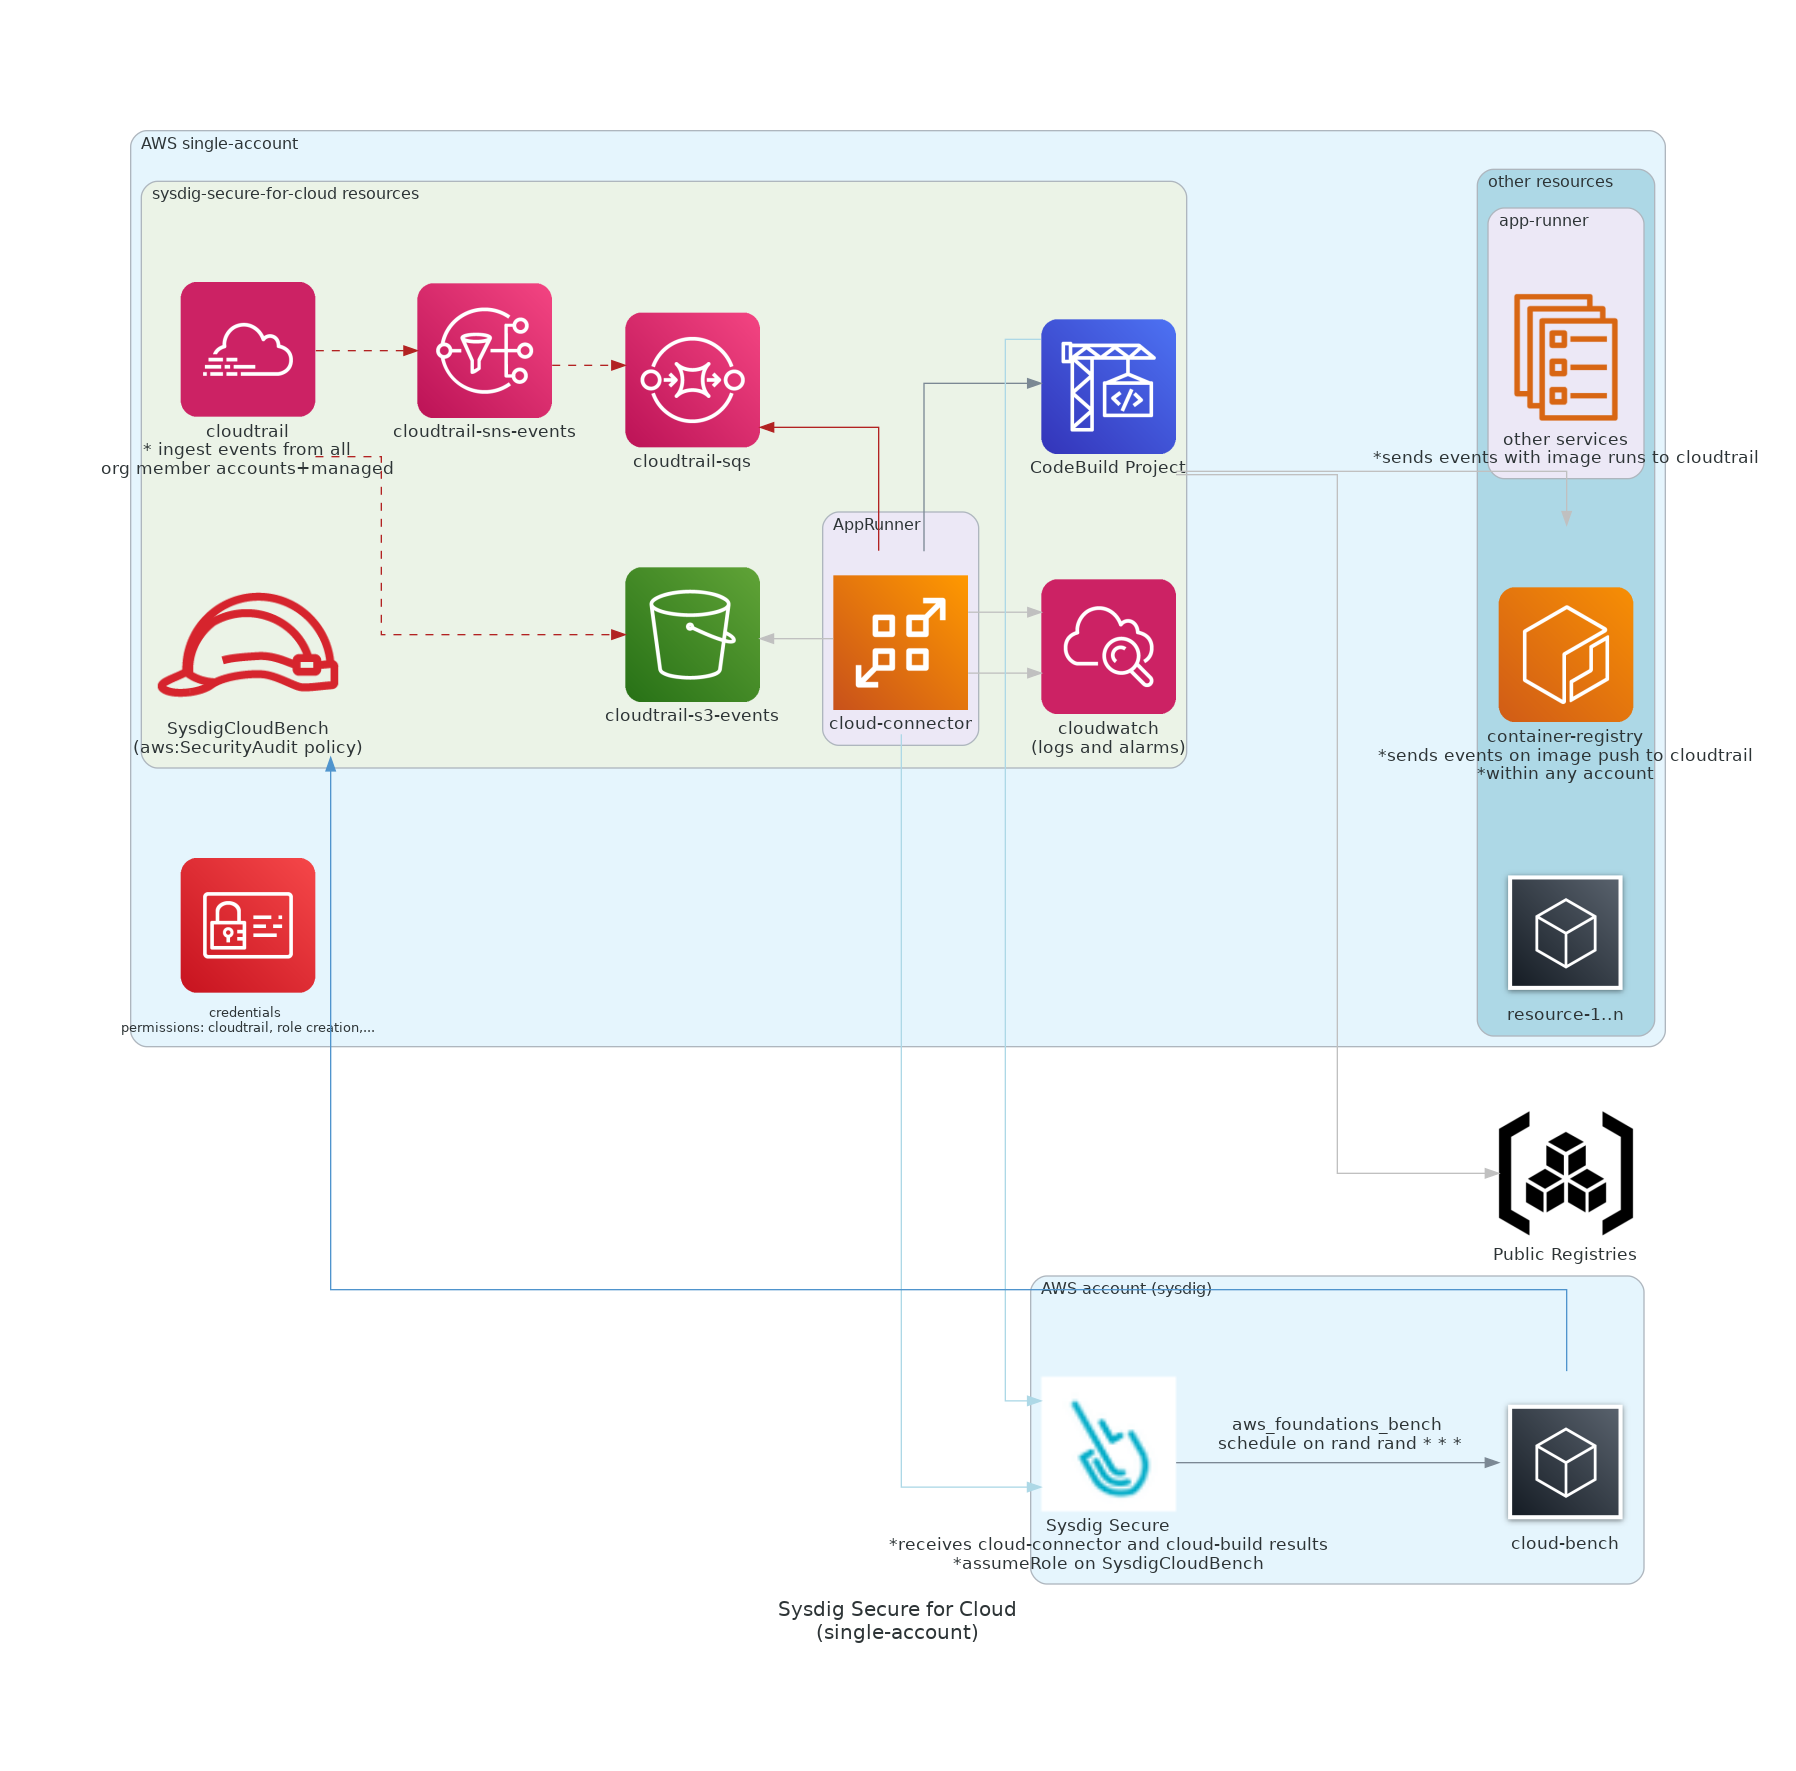 AWS single-account
sysdig-secure-for-cloud resources
other resources
app-runner
cloudtrail
* ingest events from all
org member accounts+managed
cloudtrail-sns-events
cloudtrail-sqs
CodeBuild Project
other services
*sends events with image runs to cloudtrail
AppRunner
SysdigCloudBench
(aws:SecurityAudit policy)
cloudtrail-s3-events
cloud-connector
cloudwatch
(logs and alarms)
container-registry
*sends events on image push to cloudtrail
*within any account
credentials
permissions: cloudtrail, role creation,...
resource-1..n
Public Registries
AWS account (sysdig)
aws_foundations_bench
schedule on rand rand * * *
Sysdig Secure
*receives cloud-connector and cloud-build results
*assumeRole on SysdigCloudBench
cloud-bench
Sysdig Secure for Cloud
(single-account)